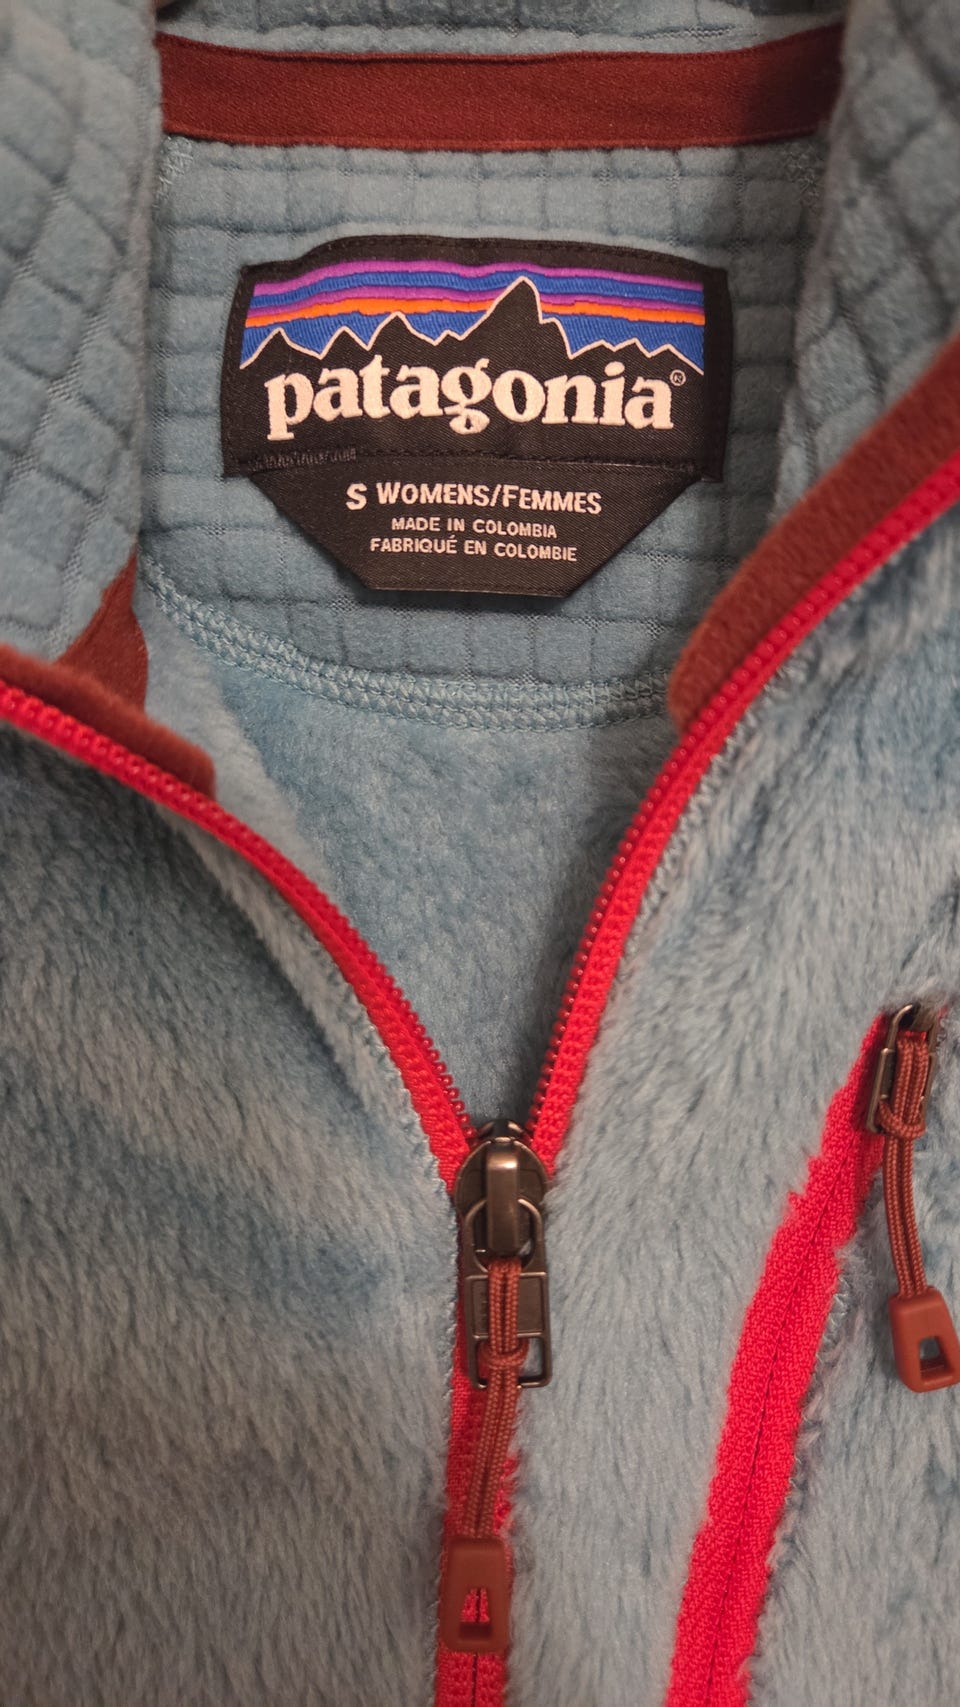 patagonia®
S WOMENS/FEMMES
MADE IN COLOMBIA
FABRIQUÉ EN COLOMBIE